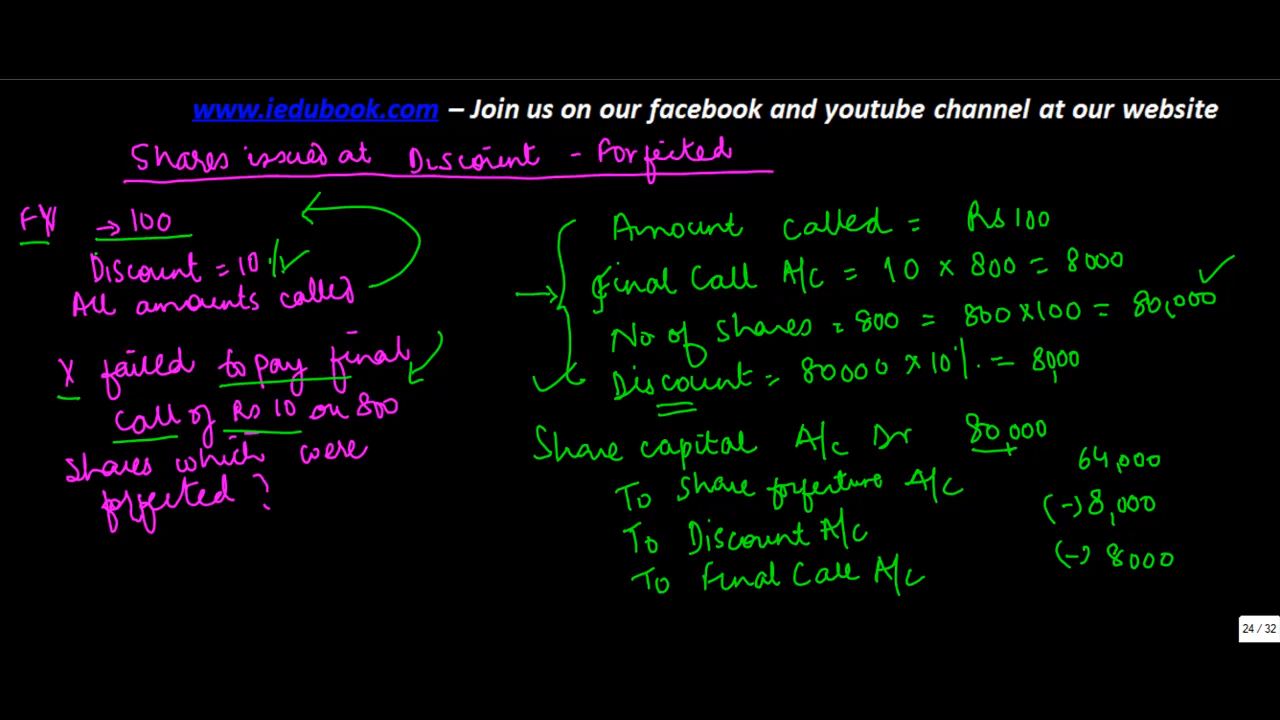 www.iedubook.com – Join us on our facebook and youtube channel at our website
Shares issued at Discount - Forfeited
FV → 100
Discount = 10%
All amounts called
X failed to pay final
call of Rs 10 on 800
shares which were
forfeited ?
Amount called = Rs 100
Final Call A/c = 10 × 800 = 8000
No of shares = 800 = 800×100 = 80,000
Discount = 80000 × 10% = 8,000
Share capital A/c Dr 80,000
To Share forfeiture A/c 64,000
To Discount A/c (-) 8,000
To Final Call A/c (-) 8000
24 / 32